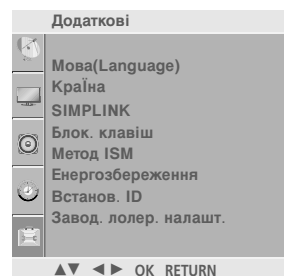 Додаткові
Мова(Language)
КраЇна
SIMPLINK
Блок. клавіш
Метод ISM
Енергозбереження
Встанов. ID
Завод. лолер. налашт.
▲▼ ◄► OK RETURN